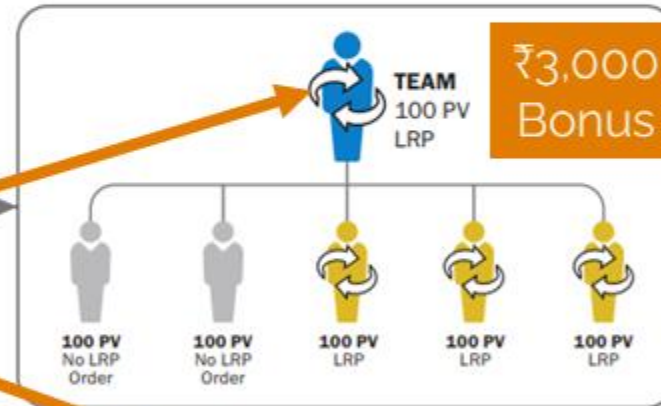 TEAM
100 PV
LRP
₹3,000
Bonus
100 PV
No LRP
Order
100 PV
No LRP
Order
100 PV
LRP
100 PV
LRP
100 PV
LRP